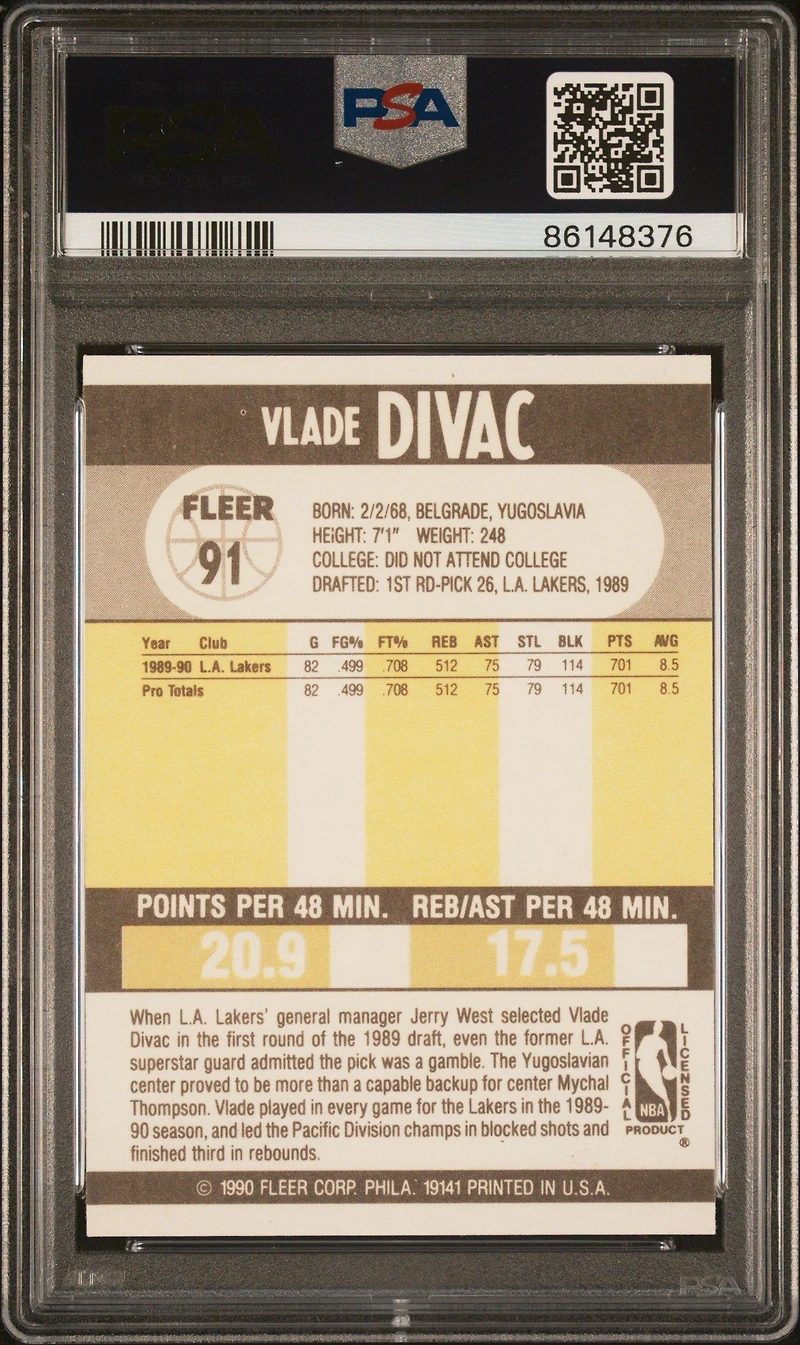 PSA
86148376
VLADE DIVAC
FLEER
91
BORN: 2/2/68, BELGRADE, YUGOSLAVIA
HEIGHT: 7'1" WEIGHT: 248
COLLEGE: DID NOT ATTEND COLLEGE
DRAFTED: 1ST RD-PICK 26, L.A. LAKERS, 1989
Year Club G FG% FT% REB AST STL BLK PTS AVG
1989-90 L.A. Lakers 82 .499 .708 512 75 79 114 701 8.5
Pro Totals 82 .499 .708 512 75 79 114 701 8.5
POINTS PER 48 MIN. REB/AST PER 48 MIN.
20.9 17.5
When L.A. Lakers' general manager Jerry West selected Vlade
Divac in the first round of the 1989 draft, even the former L.A.
superstar guard admitted the pick was a gamble. The Yugoslavian
center proved to be more than a capable backup for center Mychal
Thompson. Vlade played in every game for the Lakers in the 1989-
90 season, and led the Pacific Division champs in blocked shots and
finished third in rebounds.
OFFICIAL
LICENSED
NBA
PRODUCT
®
© 1990 FLEER CORP. PHILA. 19141 PRINTED IN U.S.A.
PSA